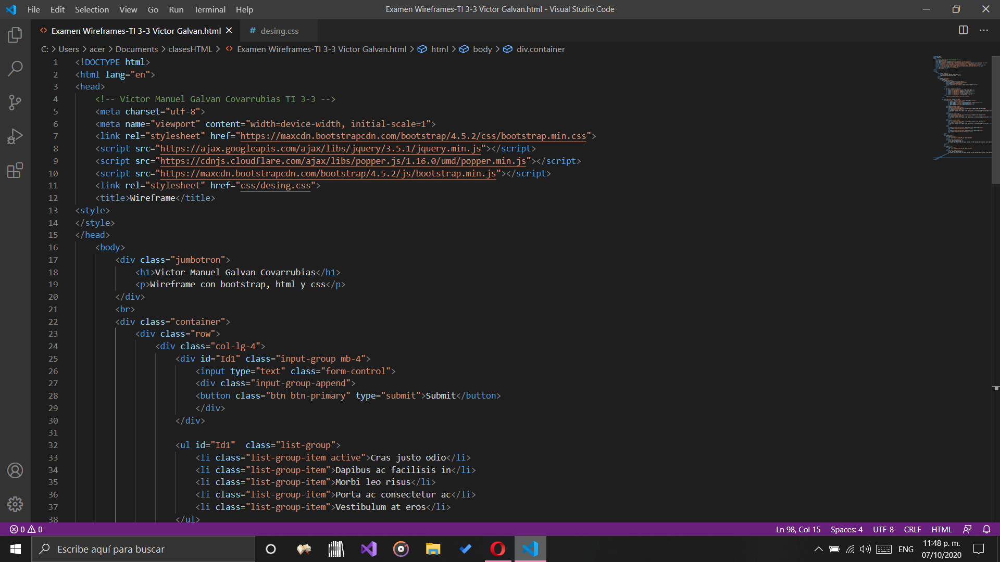 File Edit Selection View Go Run Terminal Help
Examen Wireframes-TI 3-3 Victor Galvan.html - Visual Studio Code
Examen Wireframes-TI 3-3 Victor Galvan.html
# desing.css
C: > Users > acer > Documents > clasesHTML > Examen Wireframes-TI 3-3 Victor Galvan.html > html > body > div.container
1 <!DOCTYPE html>
2 <html lang="en">
3 <head>
4 <!-- Victor Manuel Galvan Covarrubias TI 3-3 -->
5 <meta charset="utf-8">
6 <meta name="viewport" content="width=device-width, initial-scale=1">
7 <link rel="stylesheet" href="https://maxcdn.bootstrapcdn.com/bootstrap/4.5.2/css/bootstrap.min.css">
8 <script src="https://ajax.googleapis.com/ajax/libs/jquery/3.5.1/jquery.min.js"></script>
9 <script src="https://cdnjs.cloudflare.com/ajax/libs/popper.js/1.16.0/umd/popper.min.js"></script>
10 <script src="https://maxcdn.bootstrapcdn.com/bootstrap/4.5.2/js/bootstrap.min.js"></script>
11 <link rel="stylesheet" href="css/desing.css">
12 <title>Wireframe</title>
13 <style>
14 </style>
15 </head>
16 <body>
17 <div class="jumbotron">
18 <h1>Victor Manuel Galvan Covarrubias</h1>
19 <p>Wireframe con bootstrap, html y css</p>
20 </div>
21 <br>
22 <div class="container">
23 <div class="row">
24 <div class="col-lg-4">
25 <div id="Id1" class="input-group mb-4">
26 <input type="text" class="form-control">
27 <div class="input-group-append">
28 <button class="btn btn-primary" type="submit">Submit</button>
29 </div>
30 </div>
31
32 <ul id="Id1"  class="list-group">
33 <li class="list-group-item active">Cras justo odio</li>
34 <li class="list-group-item">Dapibus ac facilisis in</li>
35 <li class="list-group-item">Morbi leo risus</li>
36 <li class="list-group-item">Porta ac consectetur ac</li>
37 <li class="list-group-item">Vestibulum at eros</li>
38 </ul>
0 0
Ln 98, Col 15 Spaces: 4 UTF-8 CRLF HTML
Escribe aquí para buscar
ENG
11:48 p. m.
07/10/2020